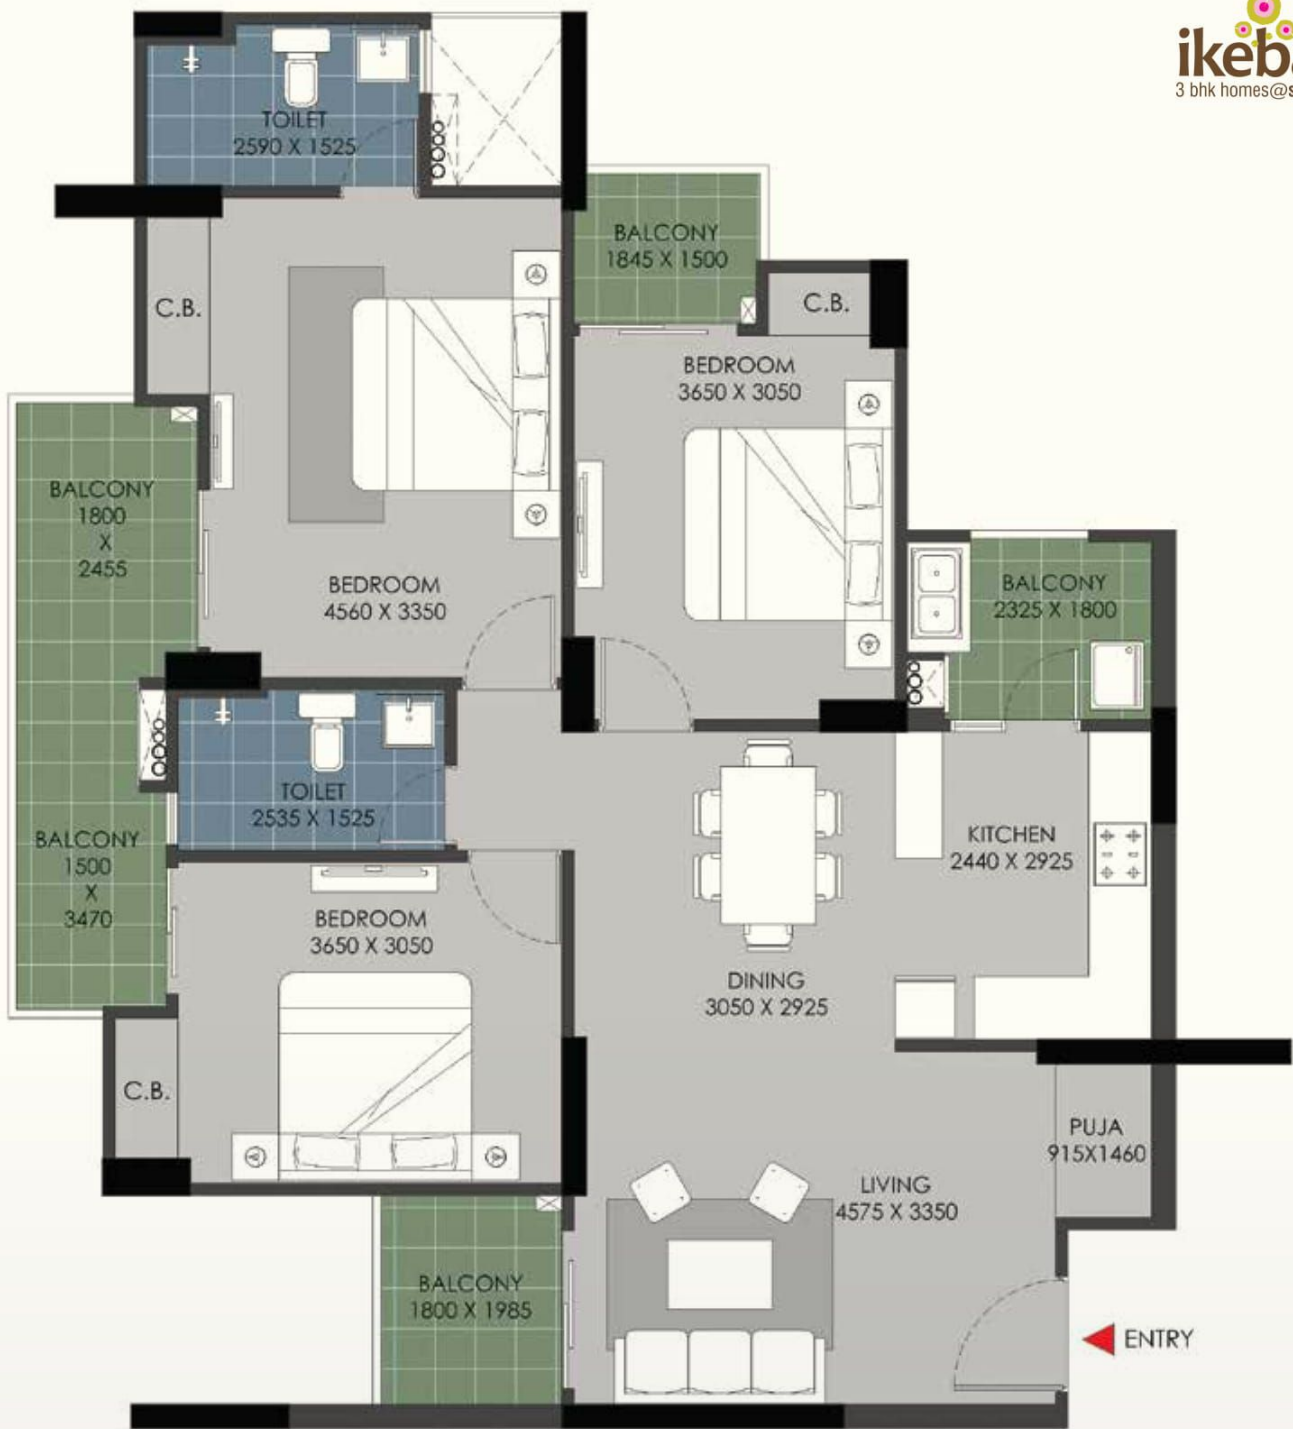 ikeb
3 bhk homes@s
TOILET
2590 X 1525
BALCONY
1845 X 1500
C.B.
C.B.
BEDROOM
3650 X 3050
BALCONY
1800
X
2455
BEDROOM
4560 X 3350
BALCONY
2325 X 1800
TOILET
2535 X 1525
BALCONY
1500
X
3470
KITCHEN
2440 X 2925
BEDROOM
3650 X 3050
DINING
3050 X 2925
C.B.
PUJA
915X1460
LIVING
4575 X 3350
BALCONY
1800 X 1985
ENTRY